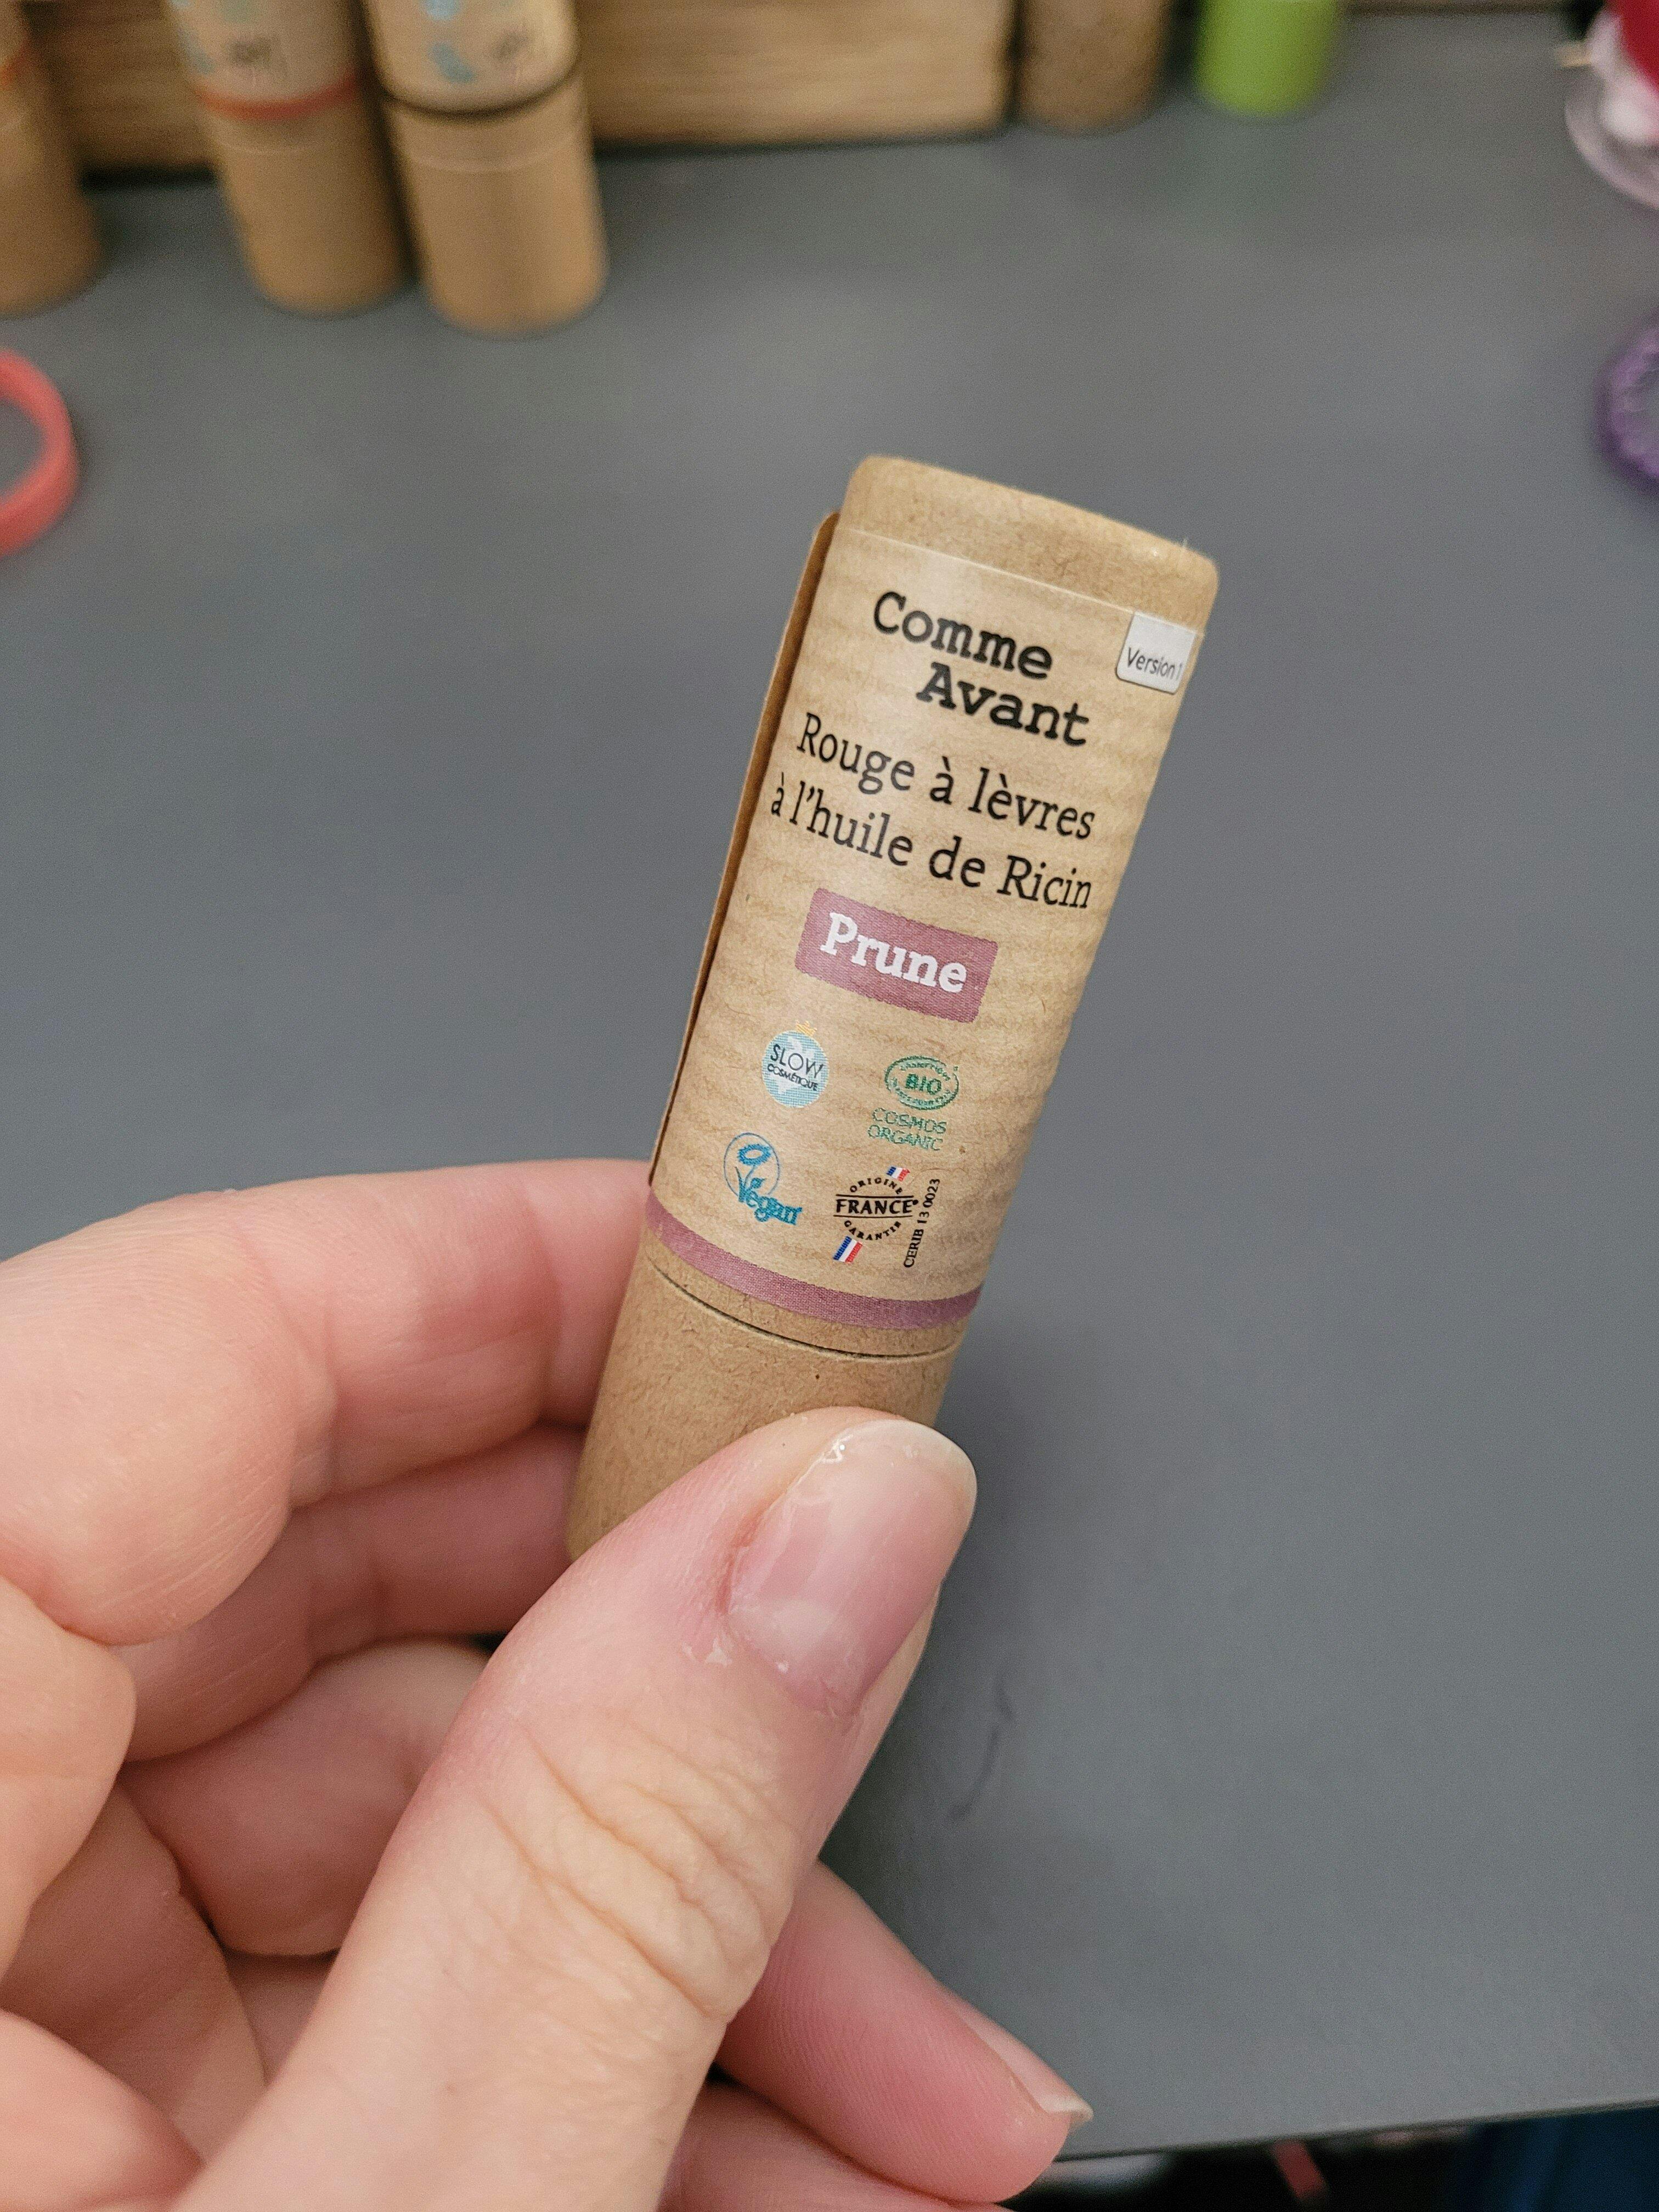 Comme
Avant
Version 1
Rouge à lèvres
à l'huile de Ricin
Prune
SLOW
COSMÉTIQUE
BIO
COSMOS
ORGANIC
Vegan
ORIGINE
FRANCE
GARANTIE
CERIB 13 0023